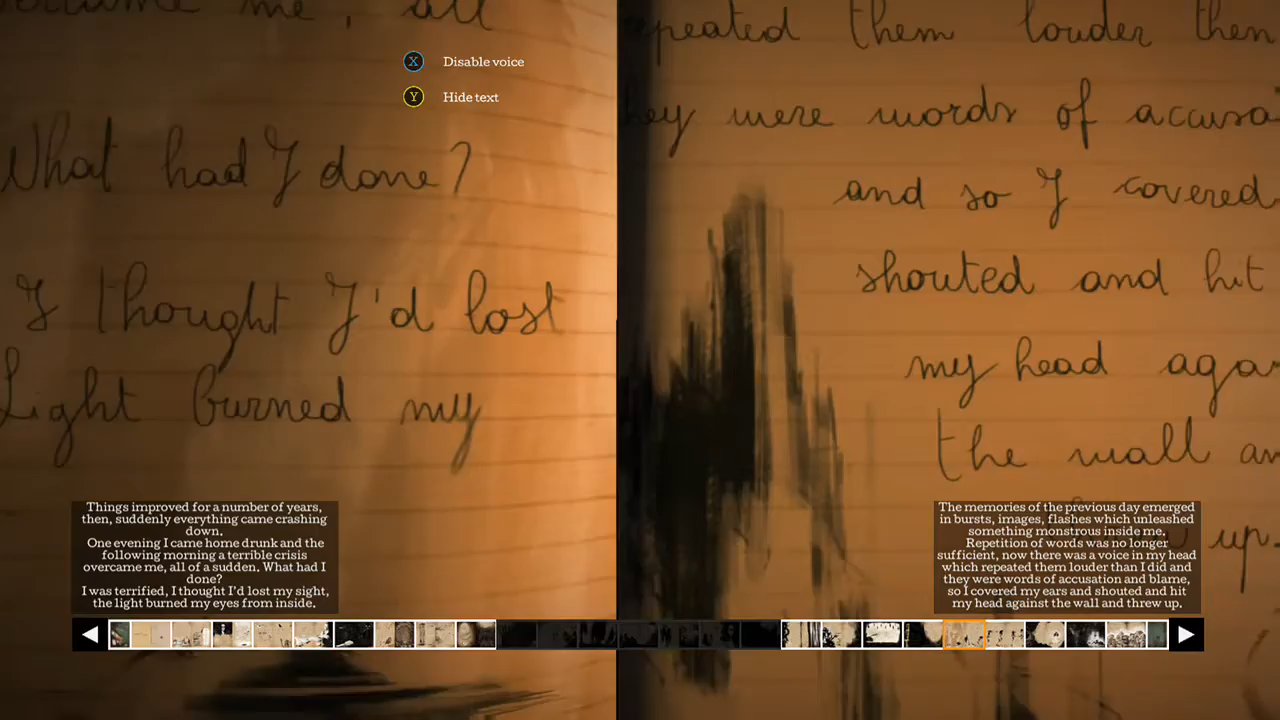 me, all
What had I done?
I thought I'd lost
Light burned my
Disable voice
Hide text
X
Y
Things improved for a number of years,
then, suddenly everything came crashing
down.
One evening I came home drunk and the
following morning a terrible crisis
overcame me, all of a sudden. What had I
done?
I was terrified, I thought I'd lost my sight,
the light burned my eyes from inside.
them louder then
were words of
and so I covered
shouted and hit
my head
the wall
up.
The memories of the previous day emerged
in bursts, images, flashes which unleashed
something monstrous inside me.
Repetition of words was no longer
sufficient, now there was a voice in my head
which repeated them louder than I did and
they were words of accusation and blame,
so I covered my ears and shouted and hit
my head against the wall and threw up.